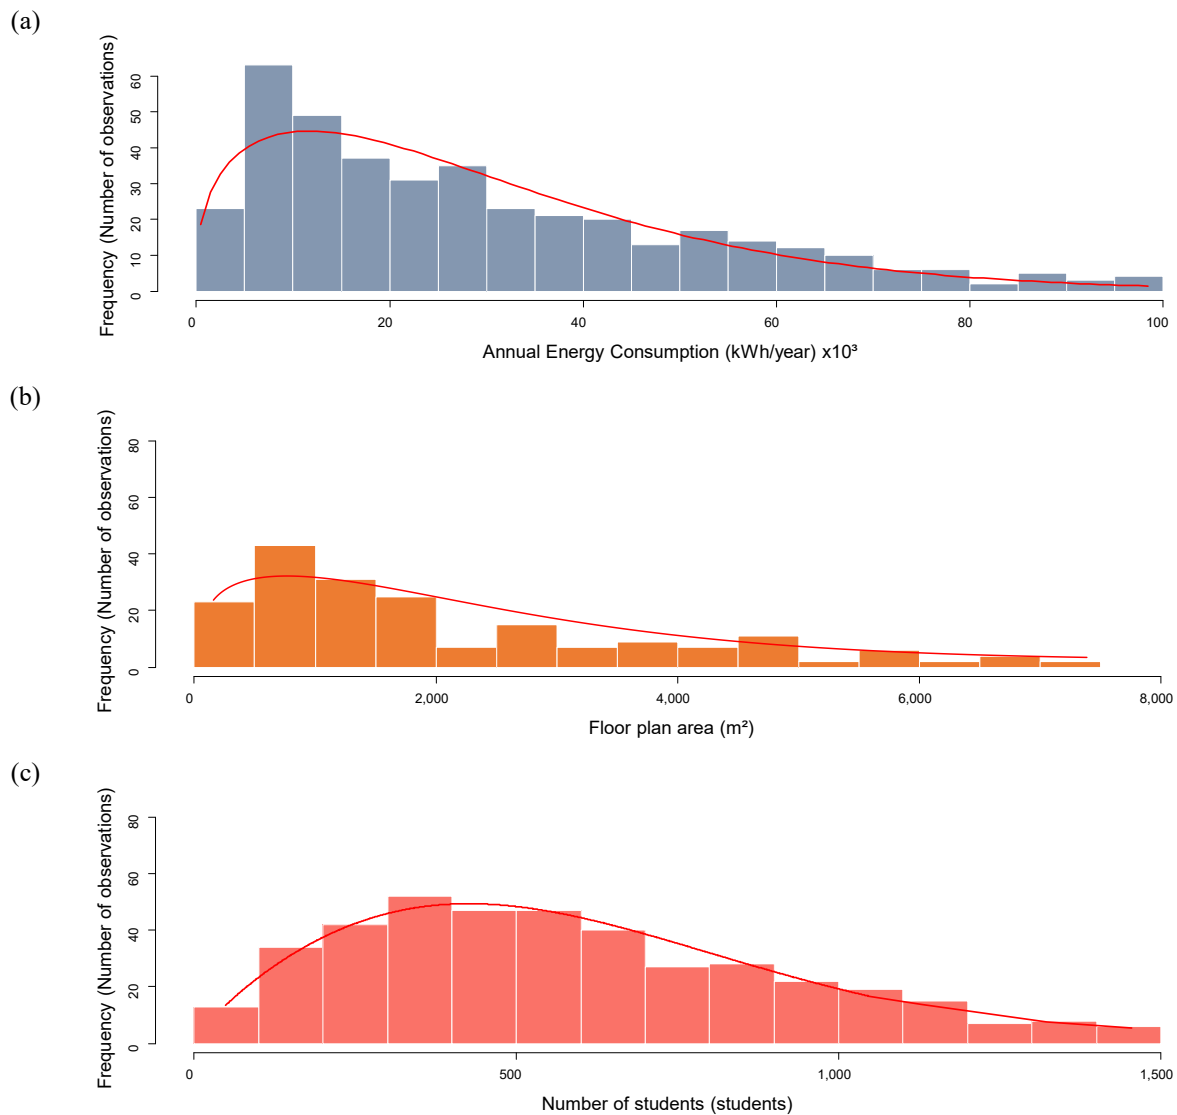 (a)
Frequency (Number of observations)
60
50
40
30
20
10
0
0 20 40 60 80 100
Annual Energy Consumption (kWh/year) x10³
(b)
Frequency (Number of observations)
80
60
40
20
0
0 2,000 4,000 6,000 8,000
Floor plan area (m²)
(c)
Frequency (Number of observations)
80
60
40
20
0
0 500 1,000 1,500
Number of students (students)